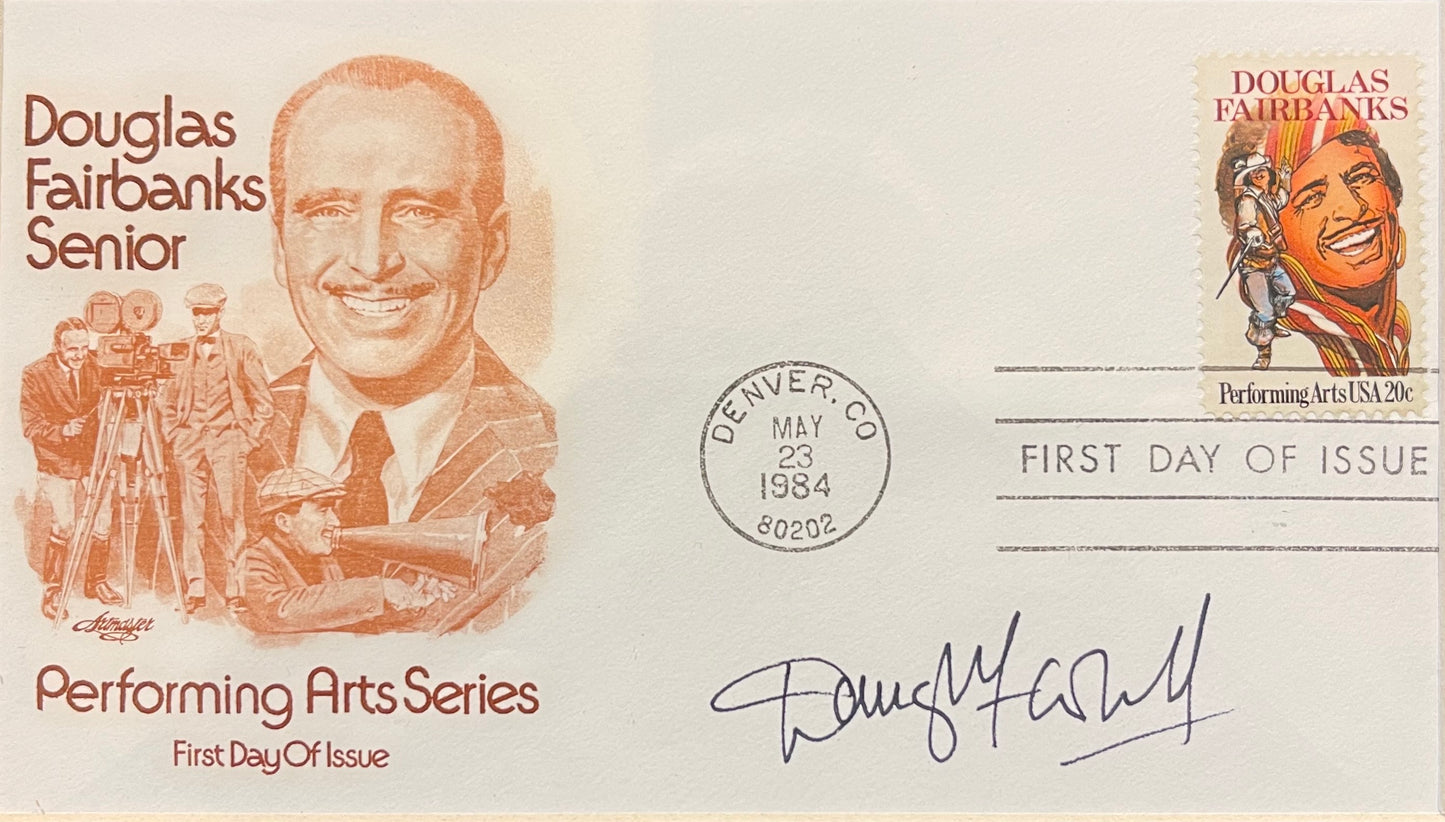 Douglas
Fairbanks
Senior
Artmaster
Performing Arts Series
First Day Of Issue
DENVER, CO
MAY
23
1984
80202
DOUGLAS
FAIRBANKS
Performing Arts USA 20c
FIRST DAY OF ISSUE